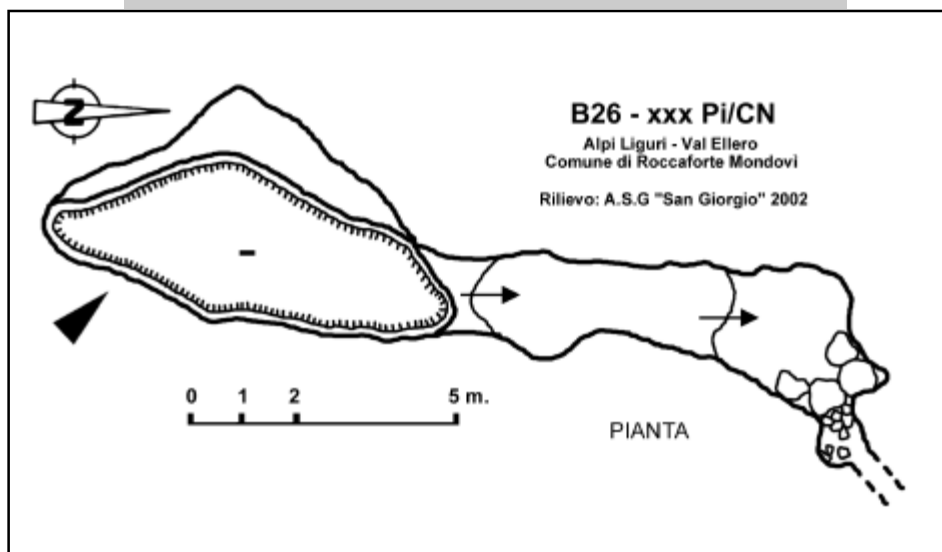 N
B26 - xxx Pi/CN
Alpi Liguri - Val Ellero
Comune di Roccaforte Mondovi
Rilievo: A.S.G "San Giorgio" 2002
0 1 2 5 m.
PIANTA